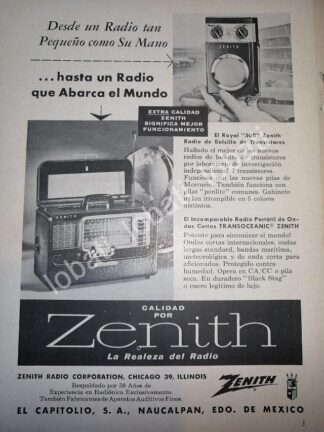 Desde un Radio tan
Pequeño como Su Mano
ZENITH
...hasta un Radio
que Abarca el Mundo
EXTRA CALIDAD
ZENITH
SIGNIFICA MEJOR
FUNCIONAMIENTO
El Royal "500" Zenith
Radio de Bolsillo de Transistores
Hallado el mejor de los nuevos
radios de bolsillo de transistores
por laboratorio de investigación
independiente. 7 transistores.
Funciona con las nuevas pilas de
Mercurio. También funciona con
pilas "penlite" comunes. Gabinete
nylon irrompible en 5 colores
distintos.
El Incomparable Radio Portátil de On-
das Cortas TRANSOCEANIC ZENITH
Potente para sintonizar el mundo!
Ondas cortas internacionales, ondas
largas standard, bandas marítima,
meteorológica y de onda corta para
aficionados. Protegido contra
humedad. Opera en CA/CC o pila
seca. En duradero "Black Stag"
o cuero legítimo de lujo.
CALIDAD
POR
Zenith
La Realeza del Radio
ZENITH RADIO CORPORATION, CHICAGO 39, ILLINOIS
Respaldado por 38 Años de
Experiencia en Radiónica Exclusivamente.
También Fabricantes de Aparatos Auditivos Finos.
ZENITH
EL CAPITOLIO, S. A., NAUCALPAN, EDO. DE MEXICO
3